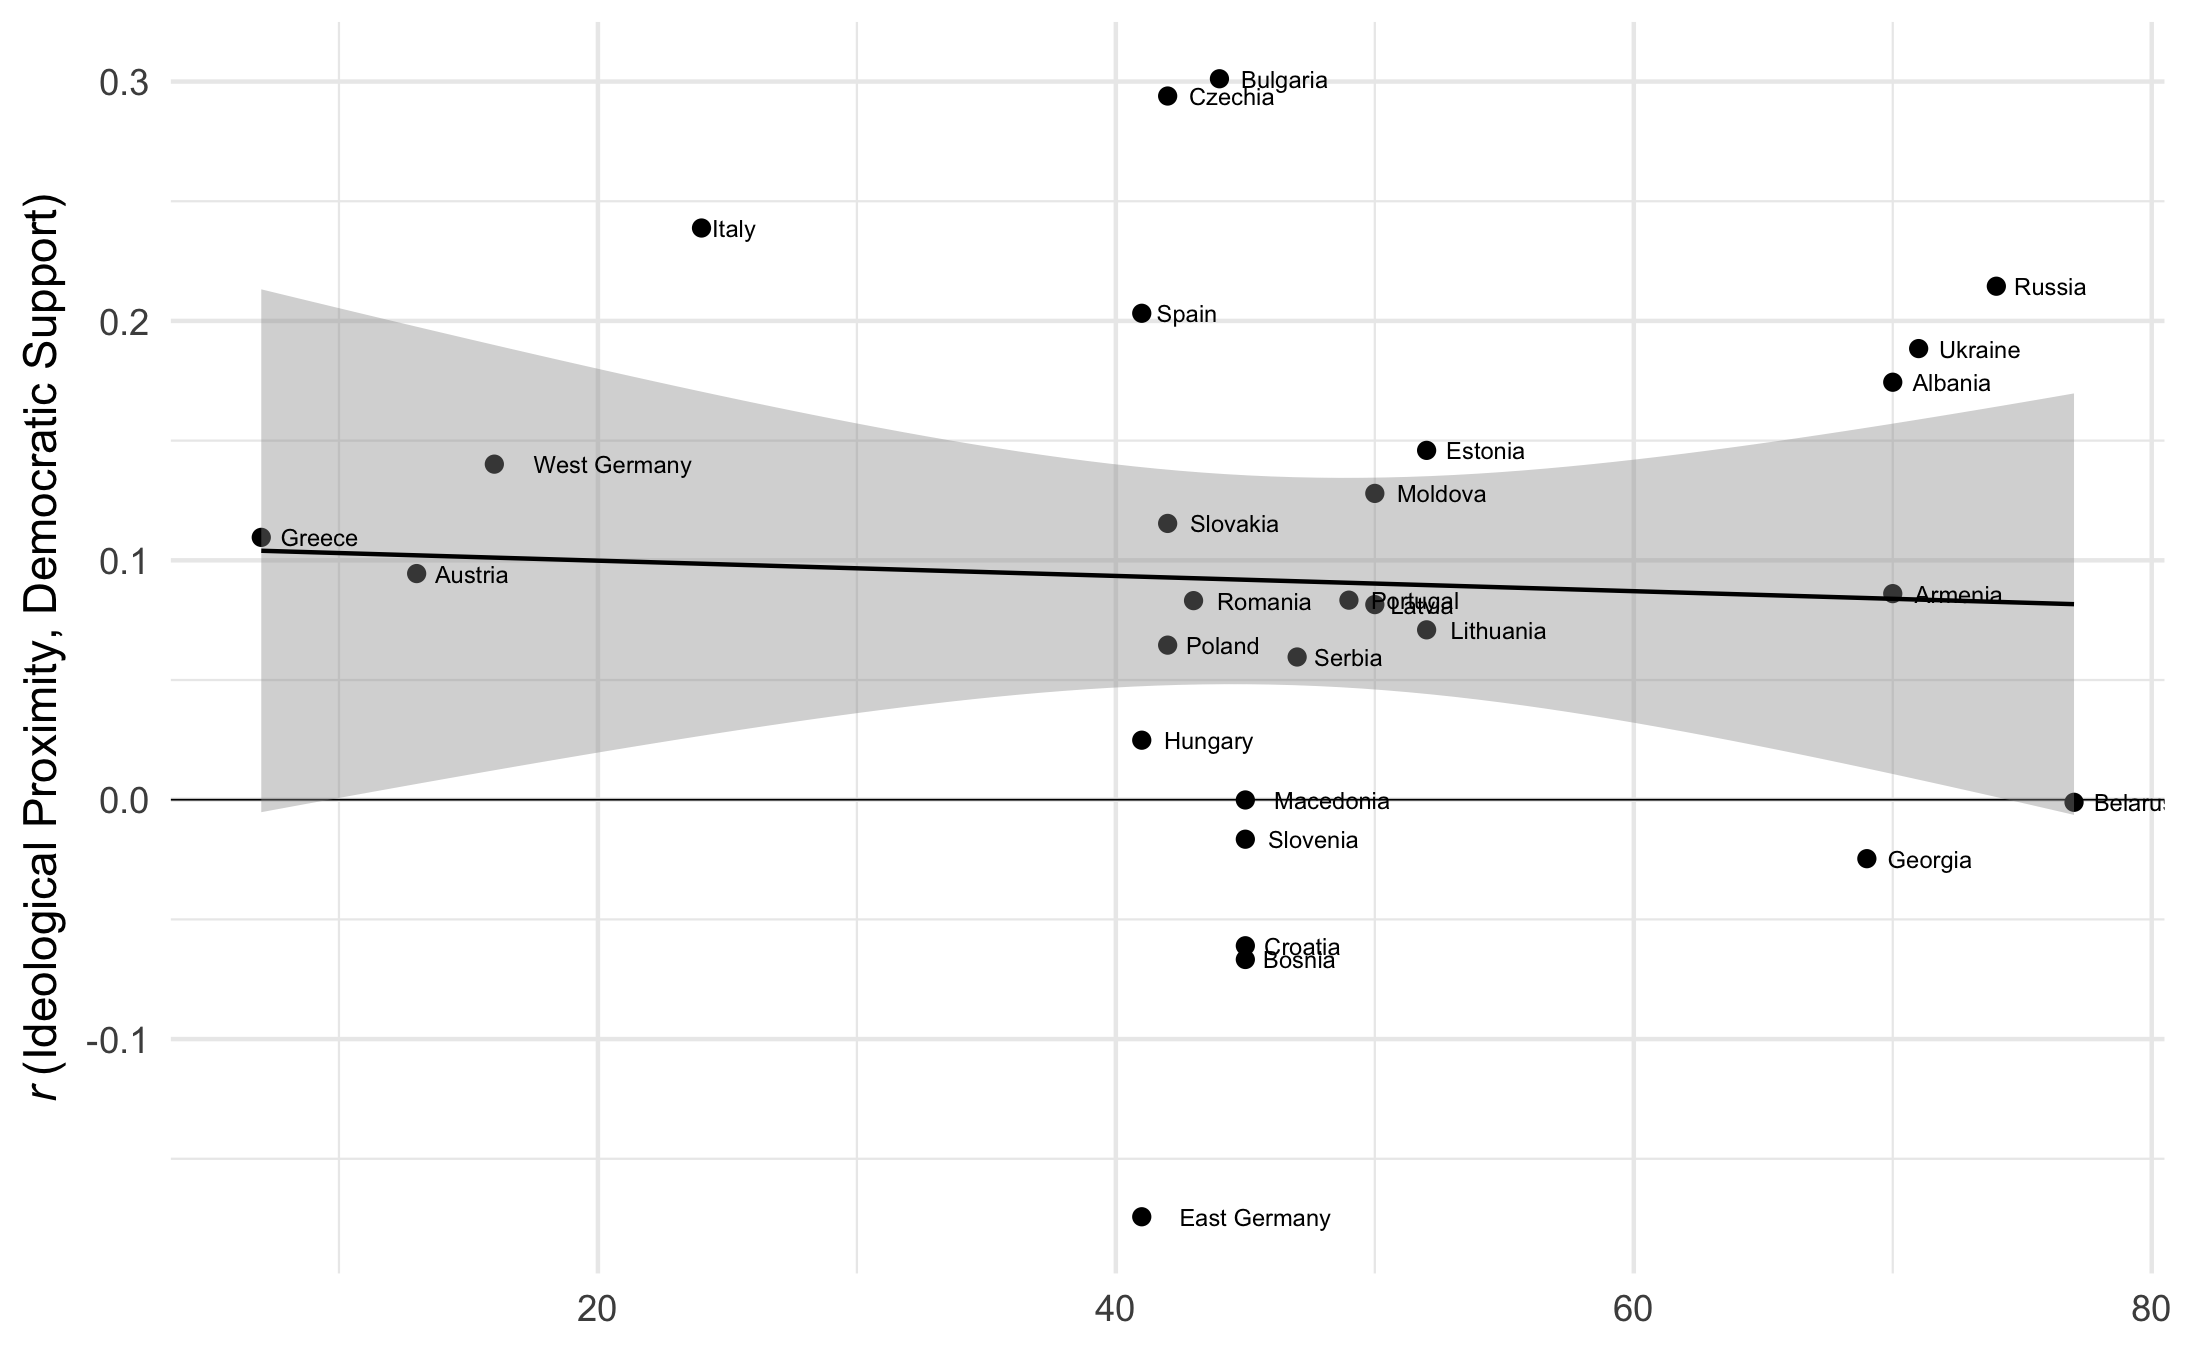 r (Ideological Proximity, Democratic Support)
0.3
0.2
0.1
0.0
-0.1
Bulgaria
Czechia
Italy
Russia
Spain
Ukraine
Albania
Estonia
West Germany
Moldova
Slovakia
Greece
Austria
Armenia
Portugal
Romania
Latvia
Lithuania
Poland
Serbia
Hungary
Macedonia
Belarus
Slovenia
Georgia
Croatia
Bosnia
East Germany
20 40 60 80